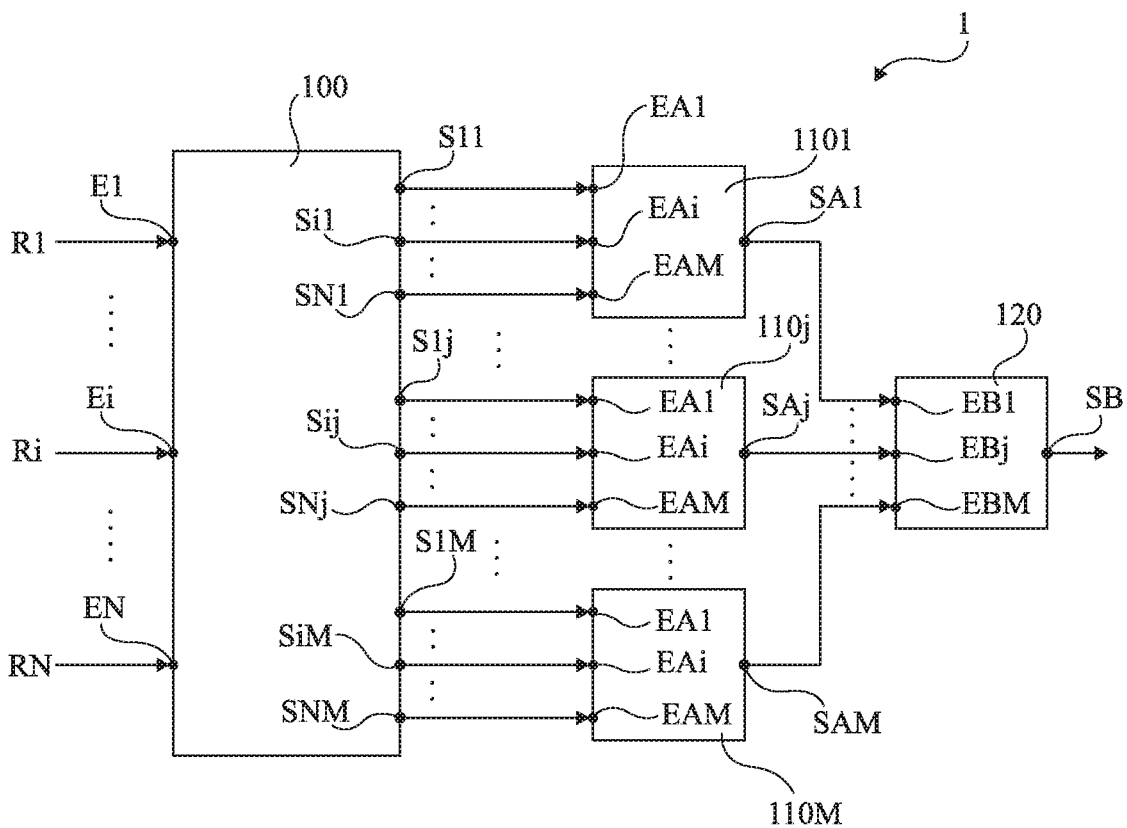 1
100
EA1
S11
1101
E1
Si1
EAi
SA1
R1
SN1
EAM
S1j
110j
120
Ei
EA1
SAj
EB1
SB
Sij
Ri
EAi
EBj
SNj
EAM
EBM
S1M
EN
EA1
SiM
EAi
RN
SNM
EAM
SAM
110M